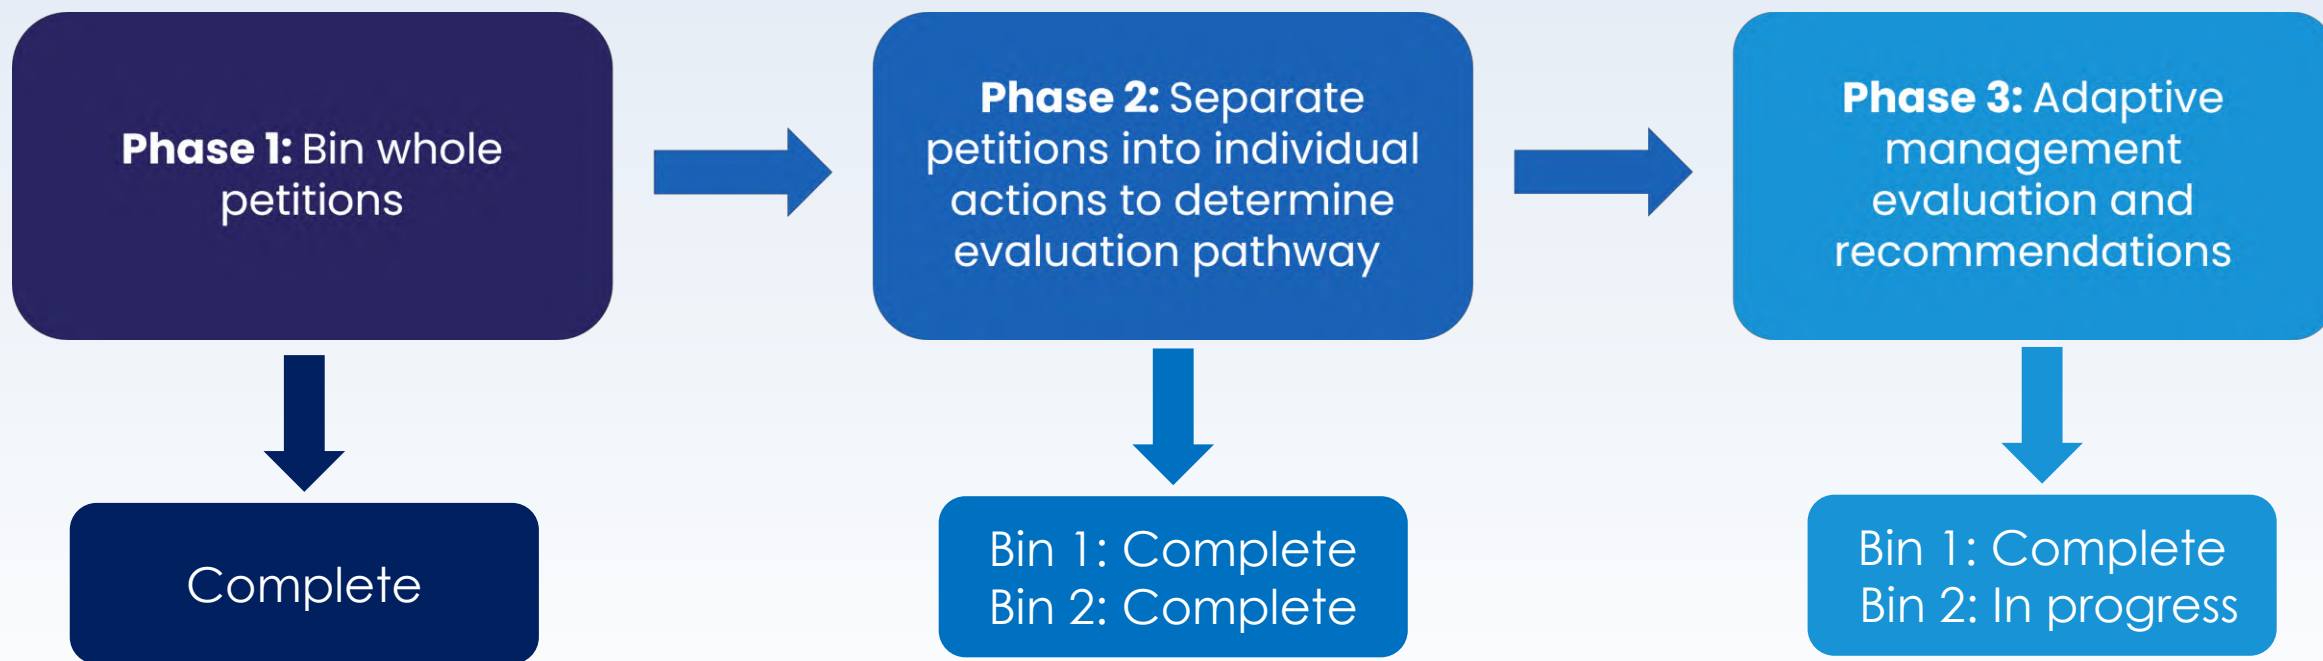 Phase 1: Bin whole
petitions
Phase 2: Separate
petitions into individual
actions to determine
evaluation pathway
Phase 3: Adaptive
management
evaluation and
recommendations
Complete
Bin 1: Complete
Bin 2: Complete
Bin 1: Complete
Bin 2: In progress